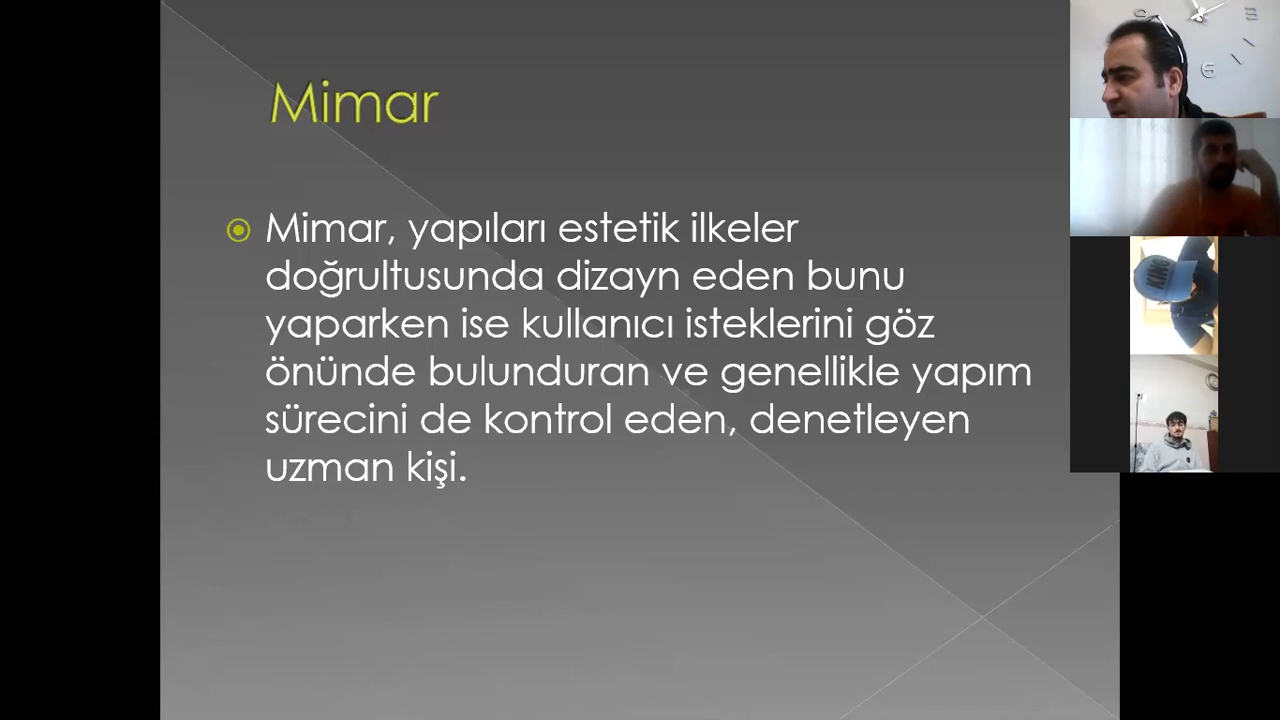 Mimar
Mimar, yapıları estetik ilkeler
doğrultusunda dizayn eden bunu
yaparken ise kullanıcı isteklerini göz
önünde bulunduran ve genellikle yapım
sürecini de kontrol eden, denetleyen
uzman kişi.
KING